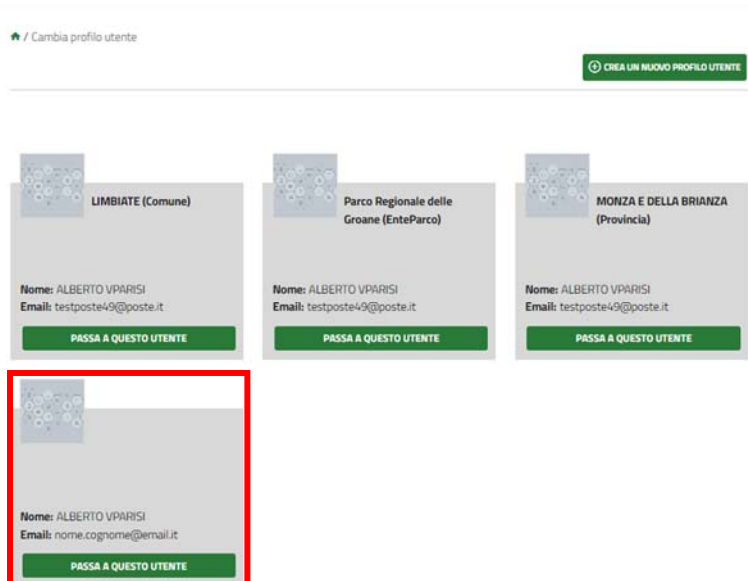 / Cambia profilo utente
CREA UN NUOVO PROFILO UTENTE
LIMBIATE (Comune)
Nome: ALBERTO VPARISI
Email: testposte49@poste.it
PASSA A QUESTO UTENTE
Parco Regionale delle
Groane (EnteParco)
Nome: ALBERTO VPARISI
Email: testposte49@poste.it
PASSA A QUESTO UTENTE
MONZA E DELLA BRIANZA
(Provincia)
Nome: ALBERTO VPARISI
Email: testposte49@poste.it
PASSA A QUESTO UTENTE
Nome: ALBERTO VPARISI
Email: nome.cognome@email.it
PASSA A QUESTO UTENTE